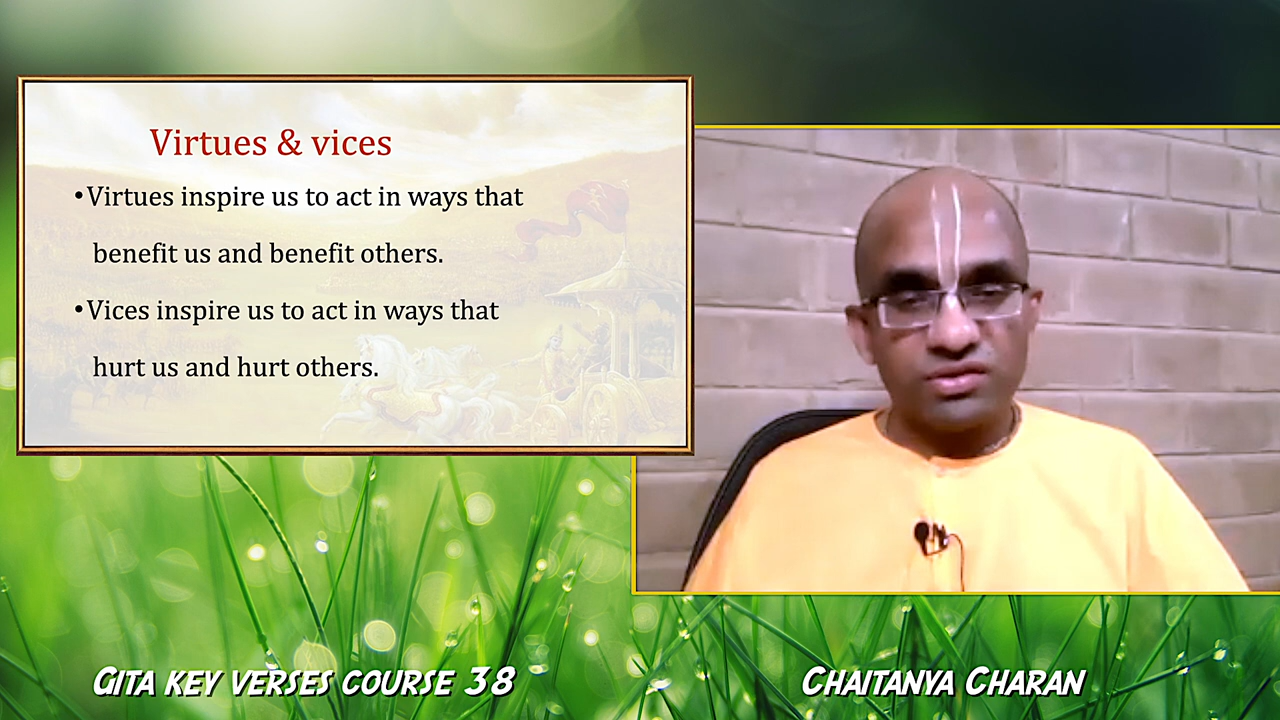 Virtues & vices
•Virtues inspire us to act in ways that
benefit us and benefit others.
•Vices inspire us to act in ways that
hurt us and hurt others.
GITA KEY VERSES COURSE 38
CHAITANYA CHARAN